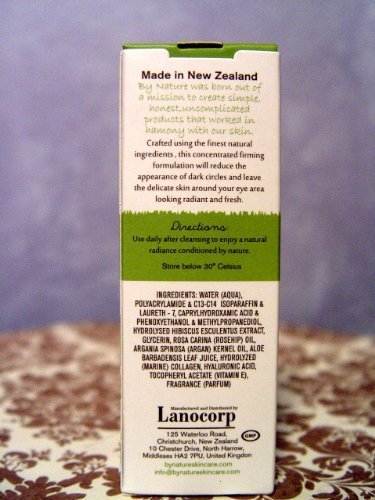 Made in New Zealand
By Nature was born out of
a mission to create simple,
honest,uncomplicated
products that worked in
hamony with our skin.
Crafted using the finest natural
ingredients , this concentrated firming
formulation will reduce the
appearance of dark circles and leave
the delicate skin around your eye area
looking radiant and fresh.
Directions:
Use daily after cleansing to enjoy a natural
radiance conditioned by nature.
Store below 30° Celsius
INGREDIENTS: WATER (AQUA),
POLYACRYLAMIDE & C13-C14 ISOPARAFFIN &
LAURETH - 7, CAPRYLHYDROXAMIC ACID &
PHENOXYETHANOL & METHYLPROPANEDIOL,
HYDROLYSED HIBISCUS ESCULENTUS EXTRACT,
GLYCERIN, ROSA CANINA (ROSEHIP) OIL,
ARGANIA SPINOSA (ARGAN) KERNEL OIL, ALOE
BARBADENSIS LEAF JUICE, HYDROLYZED
(MARINE) COLLAGEN, HYALURONIC ACID,
TOCOPHERYL ACETATE (VITAMIN E),
FRAGRANCE (PARFUM)
Manufactured and Distributed by
Lanocorp
125 Waterloo Road,
Christchurch, New Zealand
10 Chester Drive, North Harrow,
Middlesex HA2 7PU, United Kingdon
bynatureskincare.com
GMP